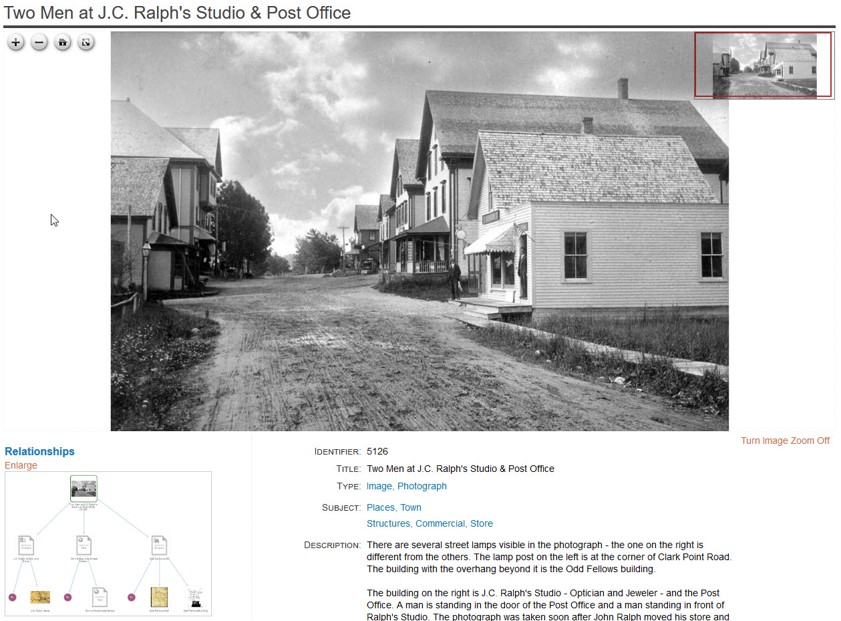 Two Men at J.C. Ralph's Studio & Post Office
Turn Image Zoom Off
Relationships
Enlarge
IDENTIFIER: 5126
TITLE: Two Men at J.C. Ralph's Studio & Post Office
TYPE: Image, Photograph
SUBJECT: Places, Town
Structures, Commercial, Store
DESCRIPTION: There are several street lamps visible in the photograph - the one on the right is
different from the others. The lamp post on the left is at the corner of Clark Point Road.
The building with the overhang beyond it is the Odd Fellows building.
The building on the right is J.C. Ralph's Studio - Optician and Jeweler - and the Post
Office. A man is standing in the door of the Post Office and a man standing in front of
Ralph's Studio. The photograph was taken soon after John Ralph moved his store and